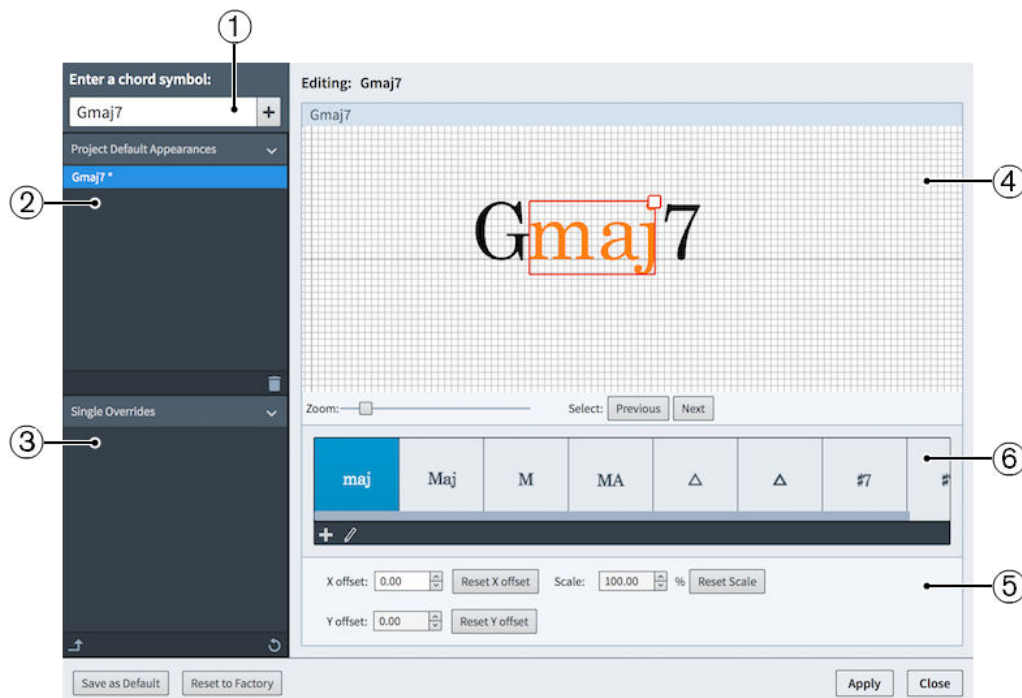 ①
Enter a chord symbol:
Gmaj7 +
Project Default Appearances
Gmaj7 *
②
Single Overrides
③
Save as Default Reset to Factory
Editing: Gmaj7
Gmaj7
Gmaj7
④
Zoom: Select: Previous Next
maj Maj M MA △ △ ♯7
⑥
X offset: 0.00 Reset X offset Scale: 100.00 % Reset Scale
⑤
Y offset: 0.00 Reset Y offset
Apply Close